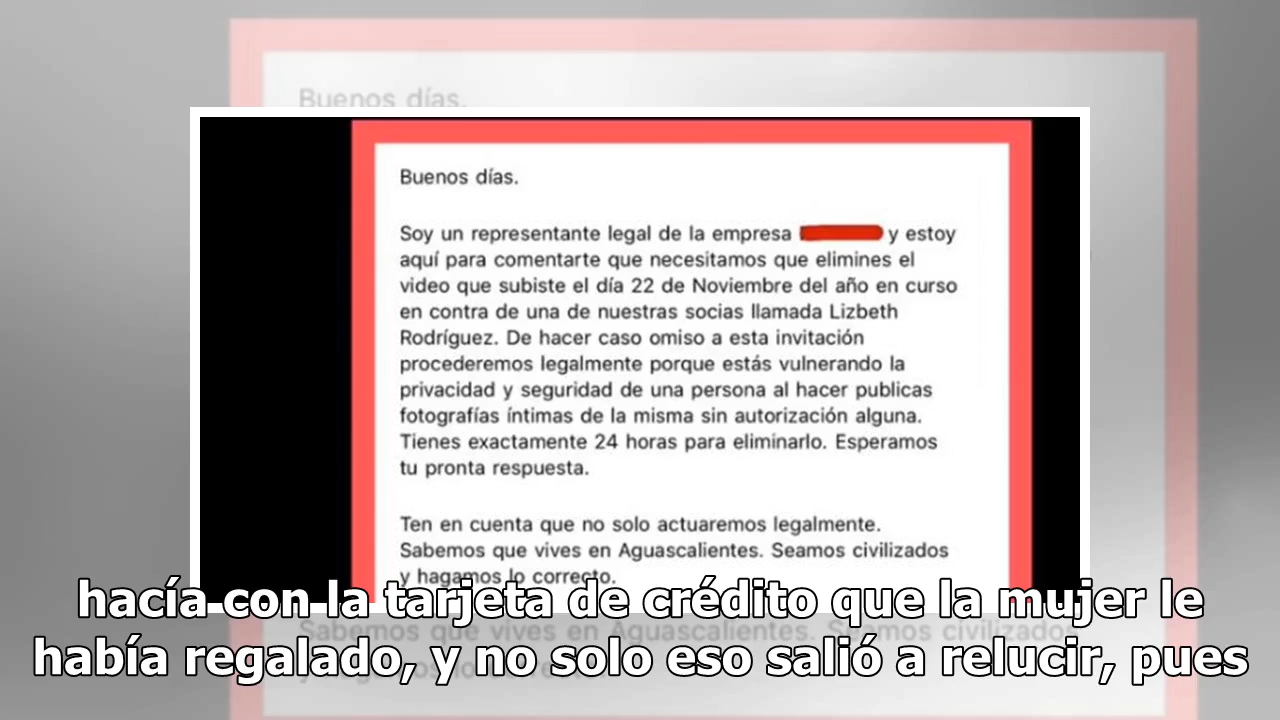 Buenos días.
Buenos días.
Soy un representante legal de la empresa y estoy
aquí para comentarte que necesitamos que elimines el
video que subiste el día 22 de Noviembre del año en curso
en contra de una de nuestras socias llamada Lizbeth
Rodríguez. De hacer caso omiso a esta invitación
procederemos legalmente porque estás vulnerando la
privacidad y seguridad de una persona al hacer publicas
fotografías íntimas de la misma sin autorización alguna.
Tienes exactamente 24 horas para eliminarlo. Esperamos
tu pronta respuesta.
Ten en cuenta que no solo actuaremos legalmente.
Sabemos que vives en Aguascalientes. Seamos civilizados
y hagamos lo correcto.
hacía con la tarjeta de crédito que la mujer le
Sabemos que vives en Aguascalientes. Seamos civilizados
había regalado, y no solo eso salió a relucir, pues